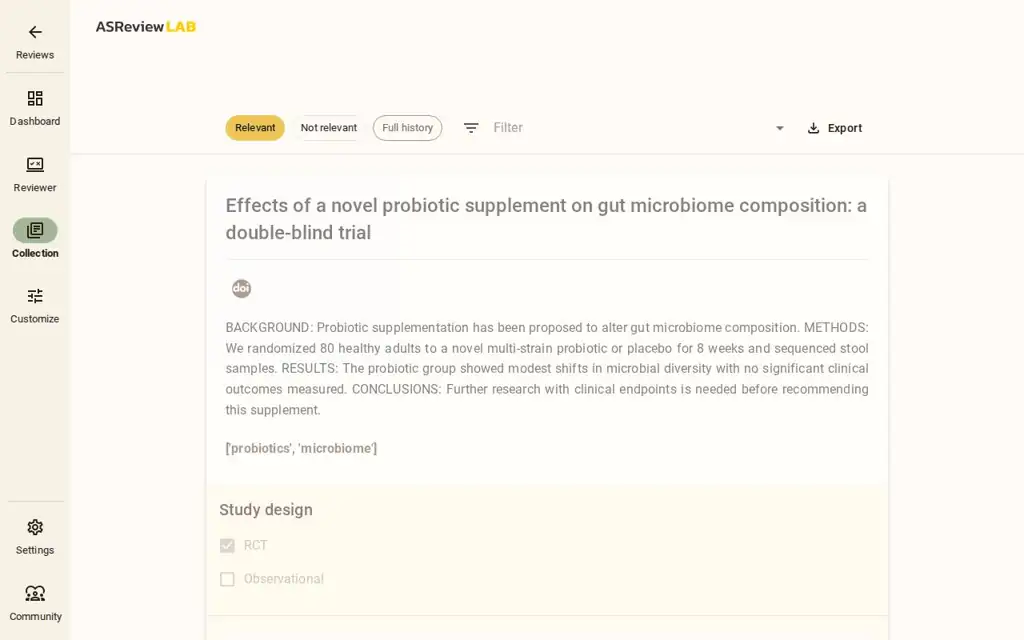 Reviews
Dashboard
Reviewer
Collection
Customize
Settings
Community
ASReview LAB
Relevant
Not relevant
Full history
Filter
Export
Effects of a novel probiotic supplement on gut microbiome composition: a
double-blind trial
doi
BACKGROUND: Probiotic supplementation has been proposed to alter gut microbiome composition. METHODS:
We randomized 80 healthy adults to a novel multi-strain probiotic or placebo for 8 weeks and sequenced stool
samples. RESULTS: The probiotic group showed modest shifts in microbial diversity with no significant clinical
outcomes measured. CONCLUSIONS: Further research with clinical endpoints is needed before recommending
this supplement.
['probiotics', 'microbiome']
Study design
RCT
Observational